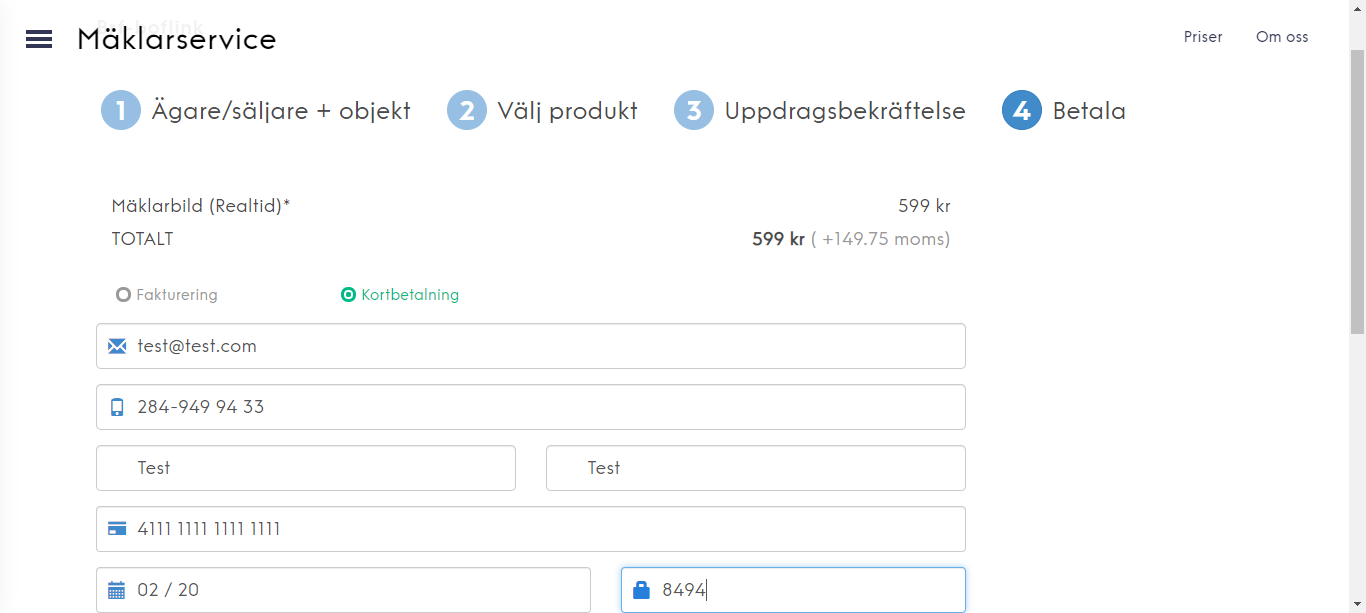 Mäklarservice
Priser
Om oss
1 Ägare/säljare + objekt
2 Välj produkt
3 Uppdragsbekräftelse
4 Betala
Mäklarbild (Realtid)* 599 kr
TOTALT 599 kr ( +149.75 moms)
Fakturering
Kortbetalning
test@test.com
284-949 94 33
Test
Test
4111 1111 1111 1111
02 / 20
8494